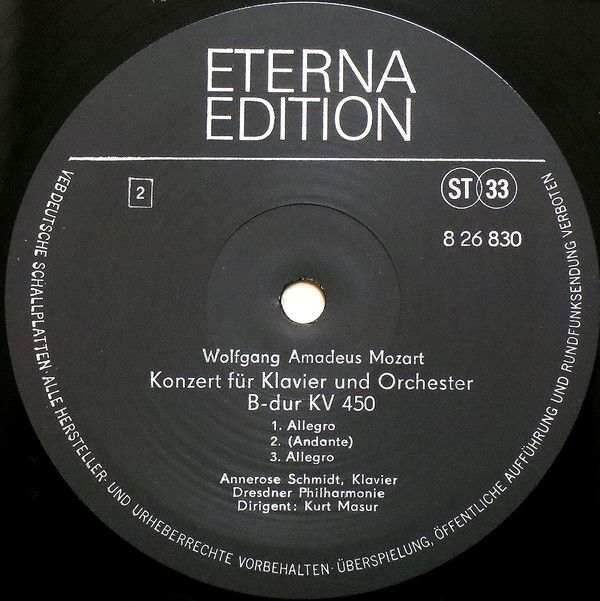 ETERNA
EDITION
2
ST 33
8 26 830
Wolfgang Amadeus Mozart
Konzert für Klavier und Orchester
B-dur KV 450
1. Allegro
2. (Andante)
3. Allegro
Annerose Schmidt, Klavier
Dresdner Philharmonie
Dirigent: Kurt Masur
VEB DEUTSCHE SCHALLPLATTEN · ALLE HERSTELLER- UND URHEBERRECHTE VORBEHALTEN · ÜBERSPIELUNG, ÖFFENTLICHE AUFFÜHRUNG UND RUNDFUNKSENDUNG VERBOTEN